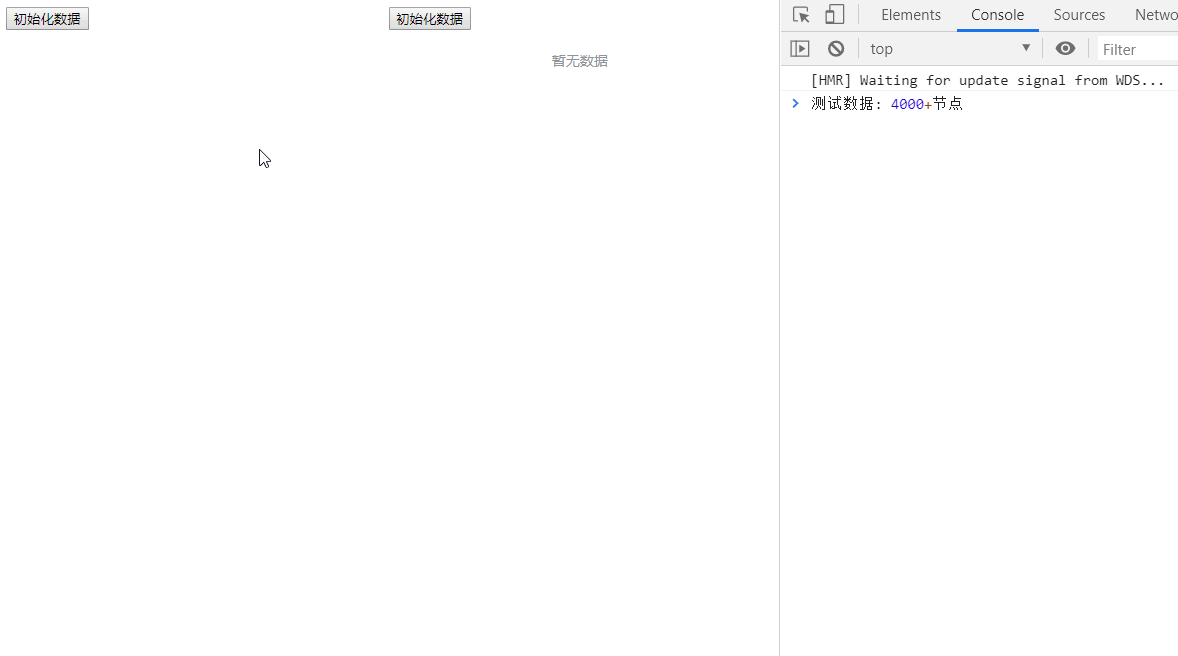 初始化数据 初始化数据
暂无数据
Elements Console Sources Netwo
top Filter
[HMR] Waiting for update signal from WDS...
测试数据: 4000+节点